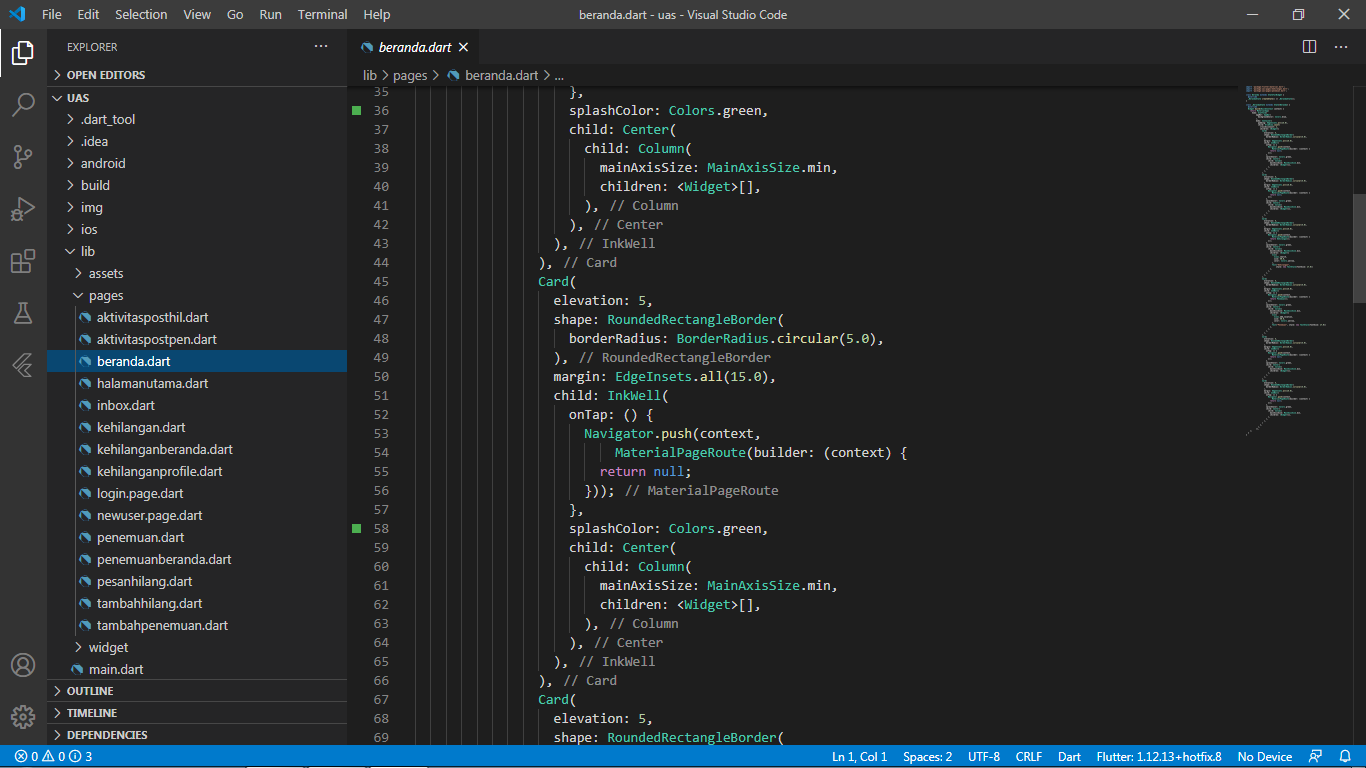 File Edit Selection View Go Run Terminal Help
beranda.dart - uas - Visual Studio Code
EXPLORER
OPEN EDITORS
UAS
.dart_tool
.idea
android
build
img
ios
lib
assets
pages
aktivitasposthil.dart
aktivitaspostpen.dart
beranda.dart
halamanutama.dart
inbox.dart
kehilangan.dart
kehilanganberanda.dart
kehilanganprofile.dart
login.page.dart
newuser.page.dart
penemuan.dart
penemuanberanda.dart
pesanhilang.dart
tambahhilang.dart
tambahpenemuan.dart
widget
main.dart
OUTLINE
TIMELINE
DEPENDENCIES
beranda.dart
lib > pages > beranda.dart > ...
35 },
36 splashColor: Colors.green,
37 child: Center(
38 child: Column(
39 mainAxisSize: MainAxisSize.min,
40 children: <Widget>[],
41 ), // Column
42 ), // Center
43 ), // InkWell
44 ), // Card
45 Card(
46 elevation: 5,
47 shape: RoundedRectangleBorder(
48 borderRadius: BorderRadius.circular(5.0),
49 ), // RoundedRectangleBorder
50 margin: EdgeInsets.all(15.0),
51 child: InkWell(
52 onTap: () {
53 Navigator.push(context,
54 MaterialPageRoute(builder: (context) {
55 return null;
56 })); // MaterialPageRoute
57 },
58 splashColor: Colors.green,
59 child: Center(
60 child: Column(
61 mainAxisSize: MainAxisSize.min,
62 children: <Widget>[],
63 ), // Column
64 ), // Center
65 ), // InkWell
66 ), // Card
67 Card(
68 elevation: 5,
69 shape: RoundedRectangleBorder(
0 0 3
Ln 1, Col 1 Spaces: 2 UTF-8 CRLF Dart Flutter: 1.12.13+hotfix.8 No Device